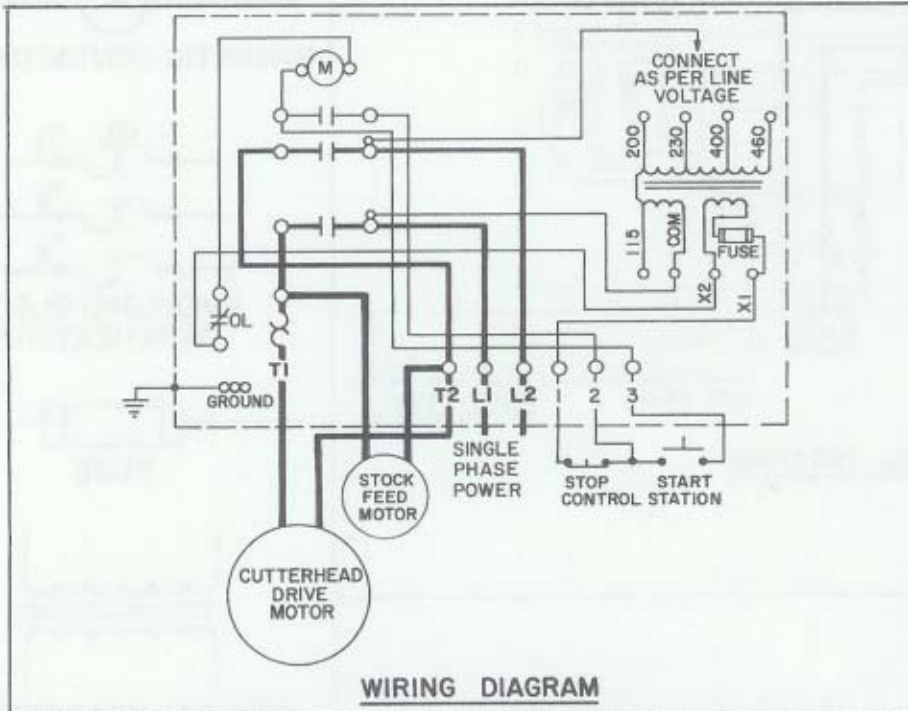 M
CONNECT
AS PER LINE
VOLTAGE
200
230
400
460
115
COM
FUSE
X2
X1
OL
T1
GROUND
T2 L1 L2 1 2 3
SINGLE
PHASE
POWER
STOP START
CONTROL STATION
STOCK
FEED
MOTOR
CUTTERHEAD
DRIVE
MOTOR
WIRING DIAGRAM